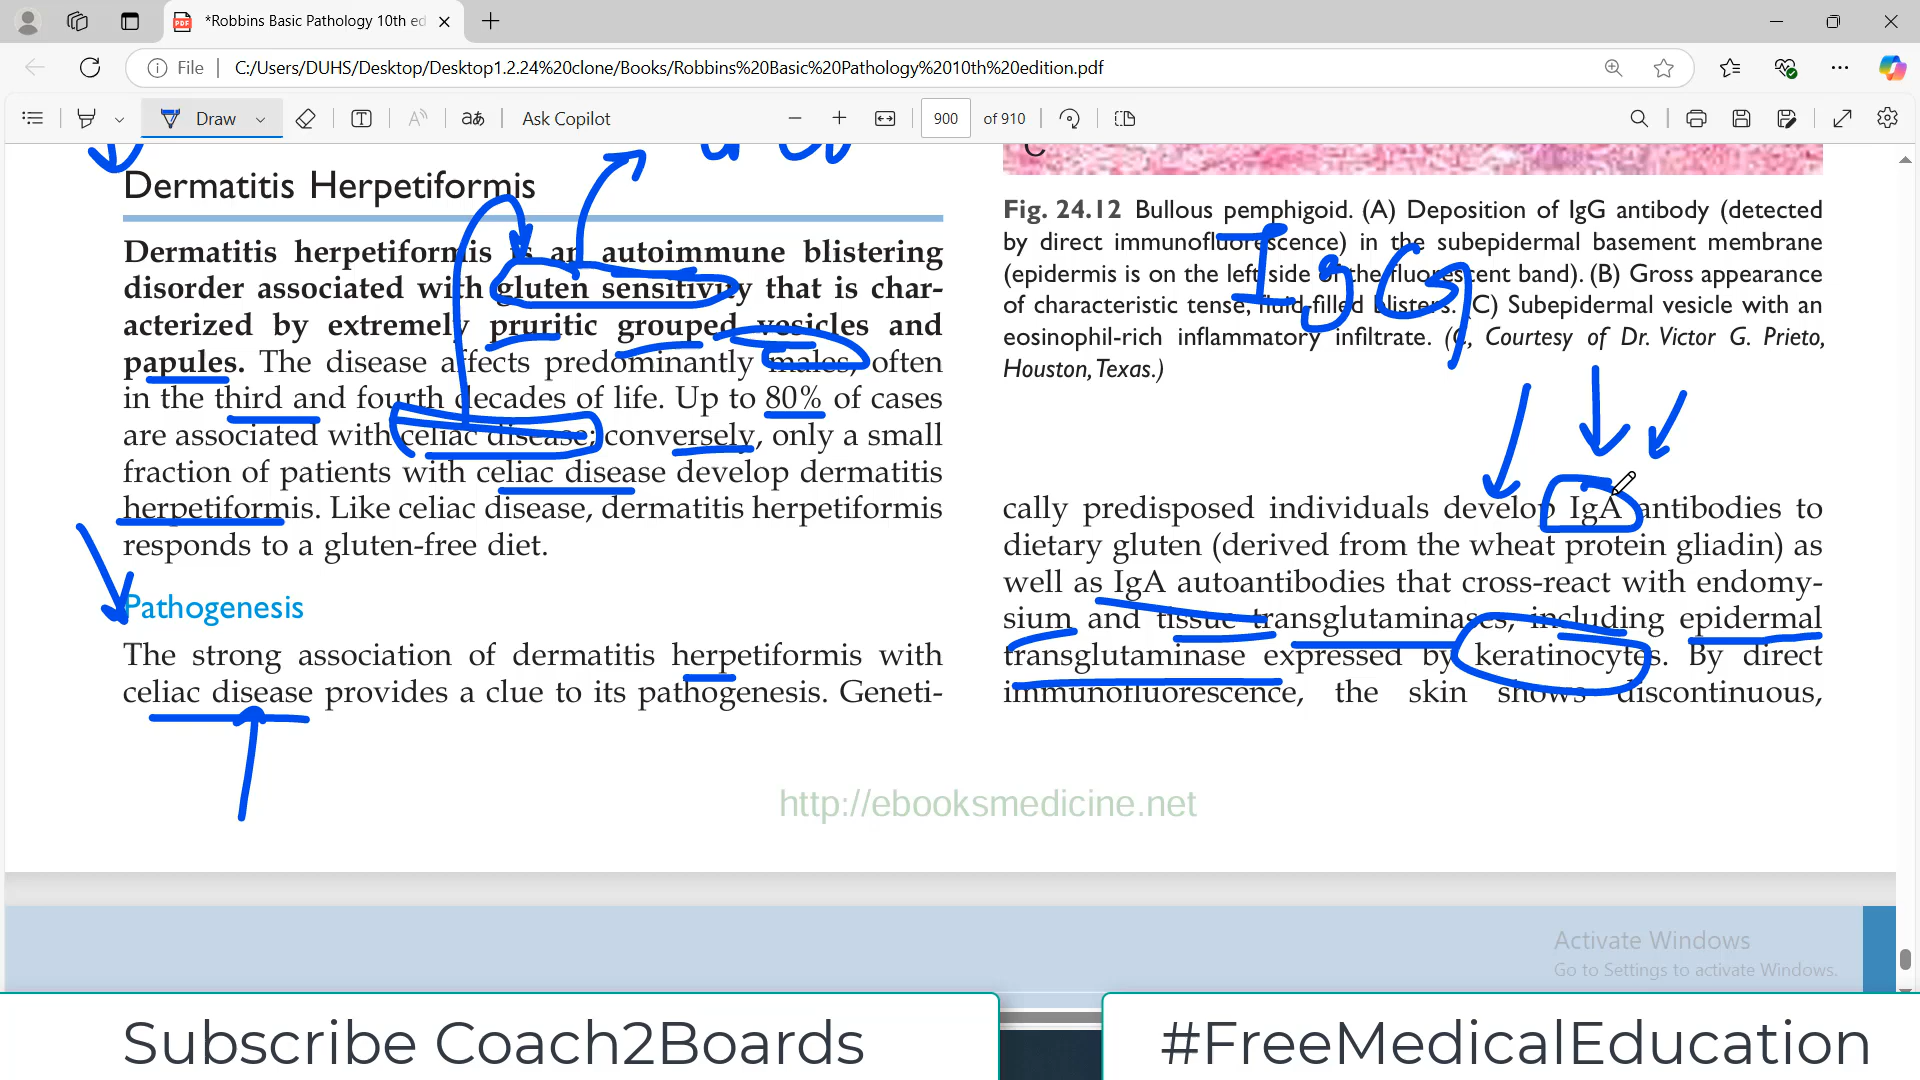 *Robbins Basic Pathology 10th ed
File
C:/Users/DUHS/Desktop/Desktop1.2.24%20clone/Books/Robbins%20Basic%20Pathology%2010th%20edition.pdf
Draw
Ask Copilot
900 of 910
Dermatitis Herpetiformis
Dermatitis herpetiformis is an autoimmune blistering
disorder associated with gluten sensitivity that is char-
acterized by extremely pruritic grouped vesicles and
papules. The disease affects predominantly males, often
in the third and fourth decades of life. Up to 80% of cases
are associated with celiac disease; conversely, only a small
fraction of patients with celiac disease develop dermatitis
herpetiformis. Like celiac disease, dermatitis herpetiformis
responds to a gluten-free diet.
Pathogenesis
The strong association of dermatitis herpetiformis with
celiac disease provides a clue to its pathogenesis. Geneti-
C
Fig. 24.12 Bullous pemphigoid. (A) Deposition of IgG antibody (detected
by direct immunofluorescence) in the subepidermal basement membrane
(epidermis is on the left side of the fluorescent band). (B) Gross appearance
of characteristic tense, fluid-filled blisters. (C) Subepidermal vesicle with an
eosinophil-rich inflammatory infiltrate. (C, Courtesy of Dr. Victor G. Prieto,
Houston, Texas.)
IgG
cally predisposed individuals develop IgA antibodies to
dietary gluten (derived from the wheat protein gliadin) as
well as IgA autoantibodies that cross-react with endomy-
sium and tissue transglutaminases, including epidermal
transglutaminase expressed by keratinocytes. By direct
immunofluorescence, the skin shows discontinuous,
http://ebooksmedicine.net
Activate Windows
Go to Settings to activate Windows.
Subscribe Coach2Boards
#FreeMedicalEducation